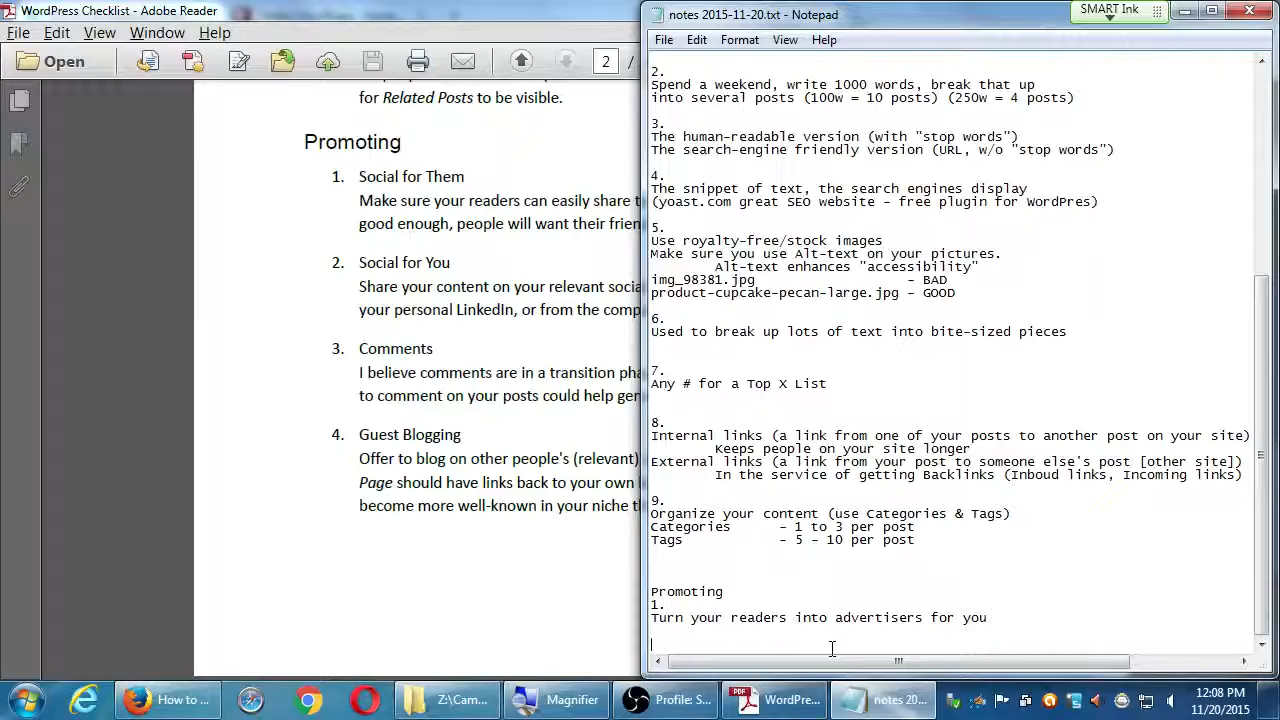 WordPress Checklist - Adobe Reader
File Edit View Window Help
Open
2 /
for Related Posts to be visible.
Promoting
1. Social for Them
Make sure your readers can easily share t
good enough, people will want their frien
2. Social for You
Share your content on your relevant socia
your personal LinkedIn, or from the comp
3. Comments
I believe comments are in a transition pha
to comment on your posts could help gen
4. Guest Blogging
Offer to blog on other people's (relevant)
Page should have links back to your own
become more well-known in your niche t
notes 2015-11-20.txt - Notepad
SMART Ink
File Edit Format View Help
2.
Spend a weekend, write 1000 words, break that up
into several posts (100w = 10 posts) (250w = 4 posts)
3.
The human-readable version (with "stop words")
The search-engine friendly version (URL, w/o "stop words")
4.
The snippet of text, the search engines display
(yoast.com great SEO website - free plugin for WordPres)
5.
Use royalty-free/stock images
Make sure you use Alt-text on your pictures.
Alt-text enhances "accessibility"
img_98381.jpg - BAD
product-cupcake-pecan-large.jpg - GOOD
6.
Used to break up lots of text into bite-sized pieces
7.
Any # for a Top X List
8.
Internal links (a link from one of your posts to another post on your site)
Keeps people on your site longer
External links (a link from your post to someone else's post [other site])
In the service of getting Backlinks (Inboud links, Incoming links)
9.
Organize your content (use Categories & Tags)
Categories - 1 to 3 per post
Tags - 5 - 10 per post
Promoting
1.
Turn your readers into advertisers for you
How to ...
Z:\Cam...
Magnifier
Profile: S...
WordPre...
notes 20...
12:08 PM
11/20/2015